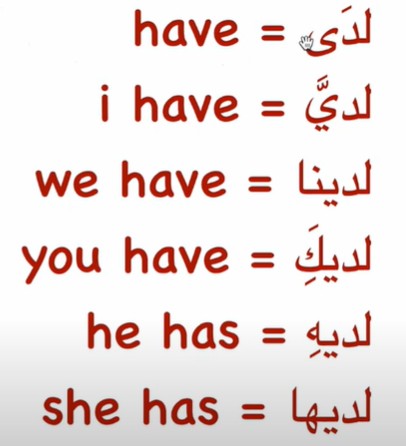 have = لدَى
i have = لديَّ
we have = لدينا
you have = لديكَِ
he has = لديهِ
she has = لديها